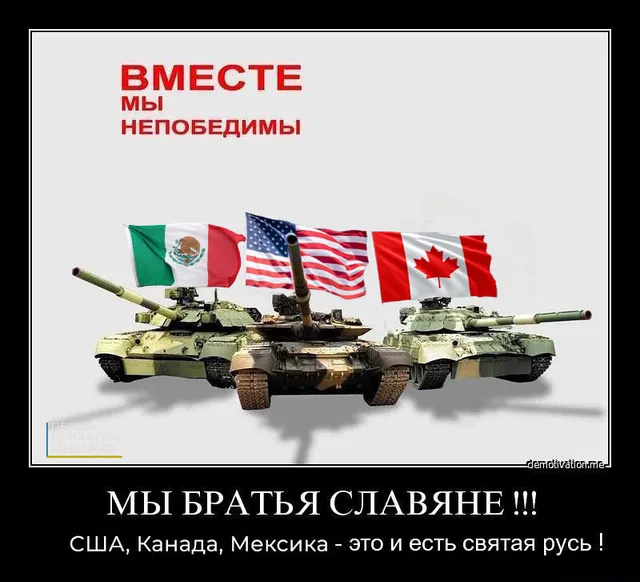 ВМЕСТЕ
МЫ
НЕПОБЕДИМЫ
demotivation.me
МЫ БРАТЬЯ СЛАВЯНЕ !!!
США, Канада, Мексика - это и есть святая русь !